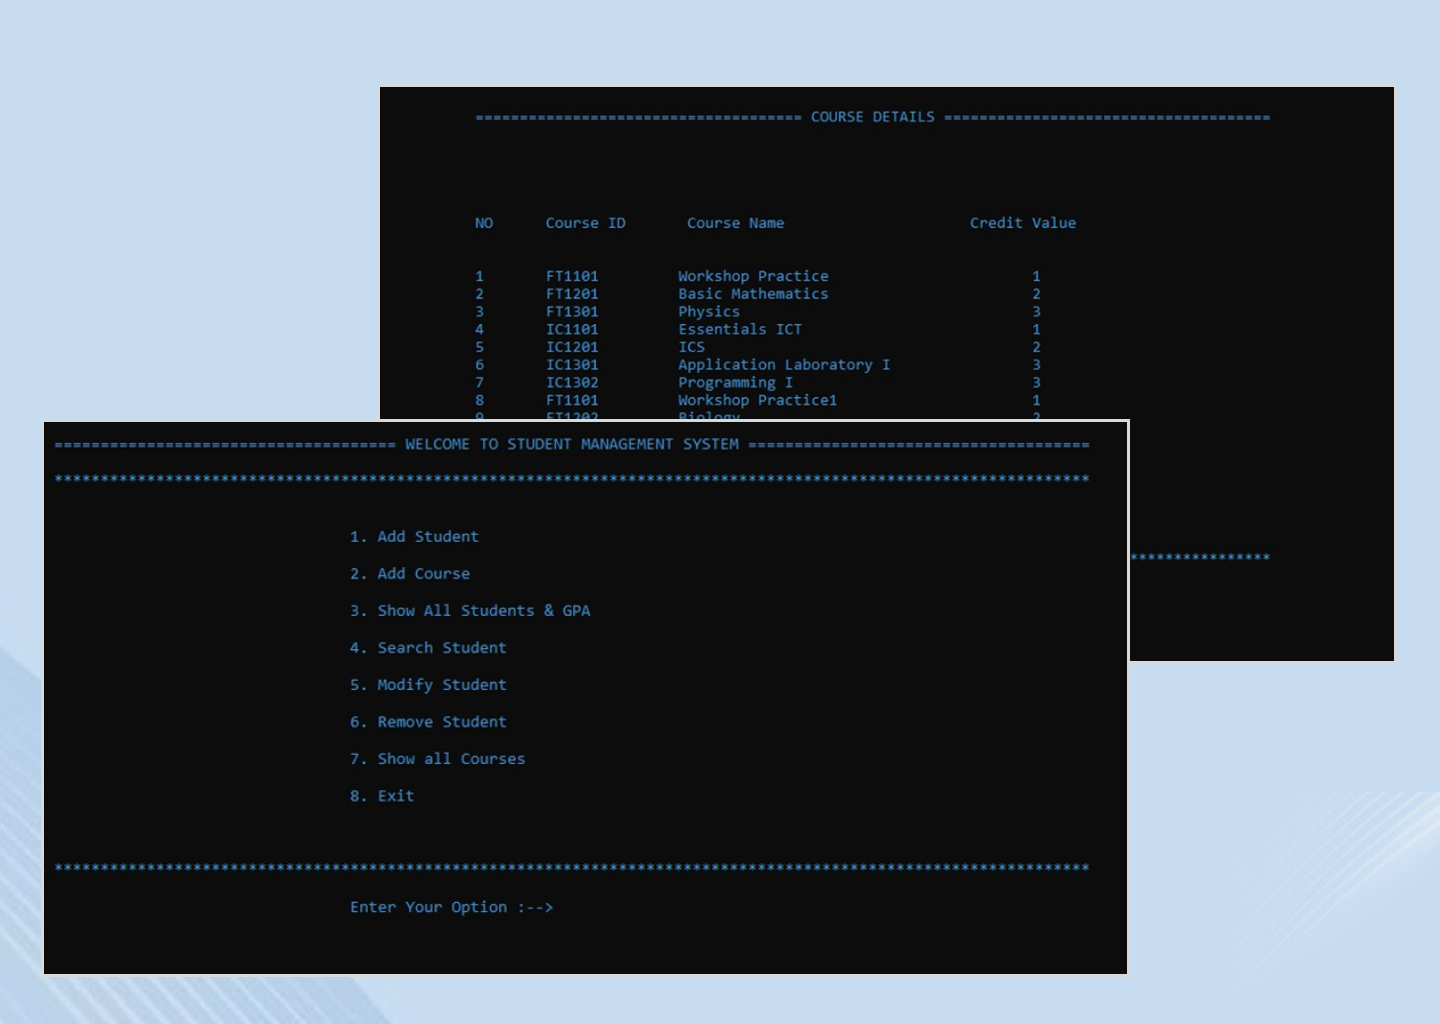 ==================================== COURSE DETAILS ====================================
NO Course ID Course Name Credit Value
1 FT1101 Workshop Practice 1
2 FT1201 Basic Mathematics 2
3 FT1301 Physics 3
4 IC1101 Essentials ICT 1
5 IC1201 ICS 2
6 IC1301 Application Laboratory I 3
7 IC1302 Programming I 3
8 FT1101 Workshop Practice1 1
9 FT1202 Biology 2
****************
===================================== WELCOME TO STUDENT MANAGEMENT SYSTEM =====================================
****************************************************************************************************************
1. Add Student
2. Add Course
3. Show All Students & GPA
4. Search Student
5. Modify Student
6. Remove Student
7. Show all Courses
8. Exit
****************************************************************************************************************
Enter Your Option :-->